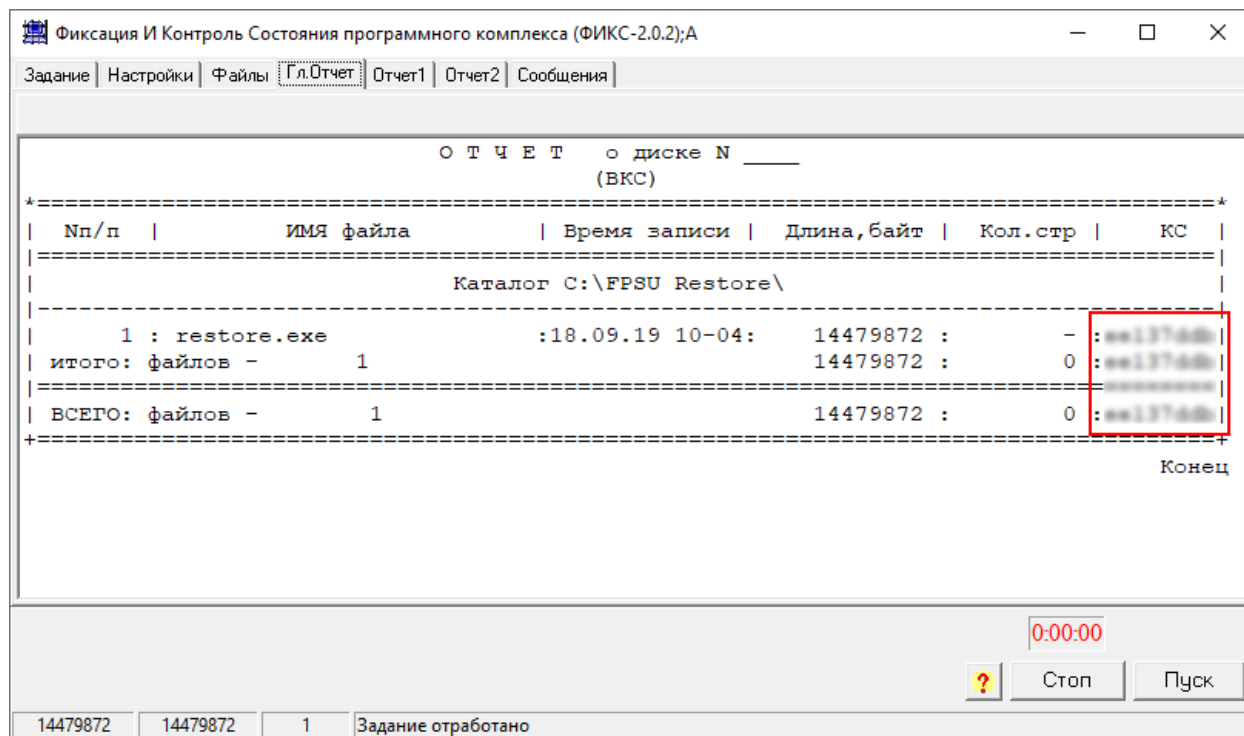 Фиксация И Контроль Состояния программного комплекса (ФИКС-2.0.2);А
Задание Настройки Файлы Гл.Отчет Отчет1 Отчет2 Сообщения
О Т Ч Е Т о диске N ____
(ВКС)
*=====================================================================================*
| Nп/п | ИМЯ файла | Время записи | Длина,байт | Кол.стр | КС |
|=====================================================================================|
| Каталог C:\FPSU Restore\ |
|-------------------------------------------------------------------------------------|
| 1 : restore.exe :18.09.19 10-04: 14479872 : - : |
| итого: файлов - 1 14479872 : 0 : |
|=====================================================================================|
| ВСЕГО: файлов - 1 14479872 : 0 : |
+=====================================================================================+
Конец
0:00:00
? Стоп Пуск
14479872 14479872 1 Задание отработано